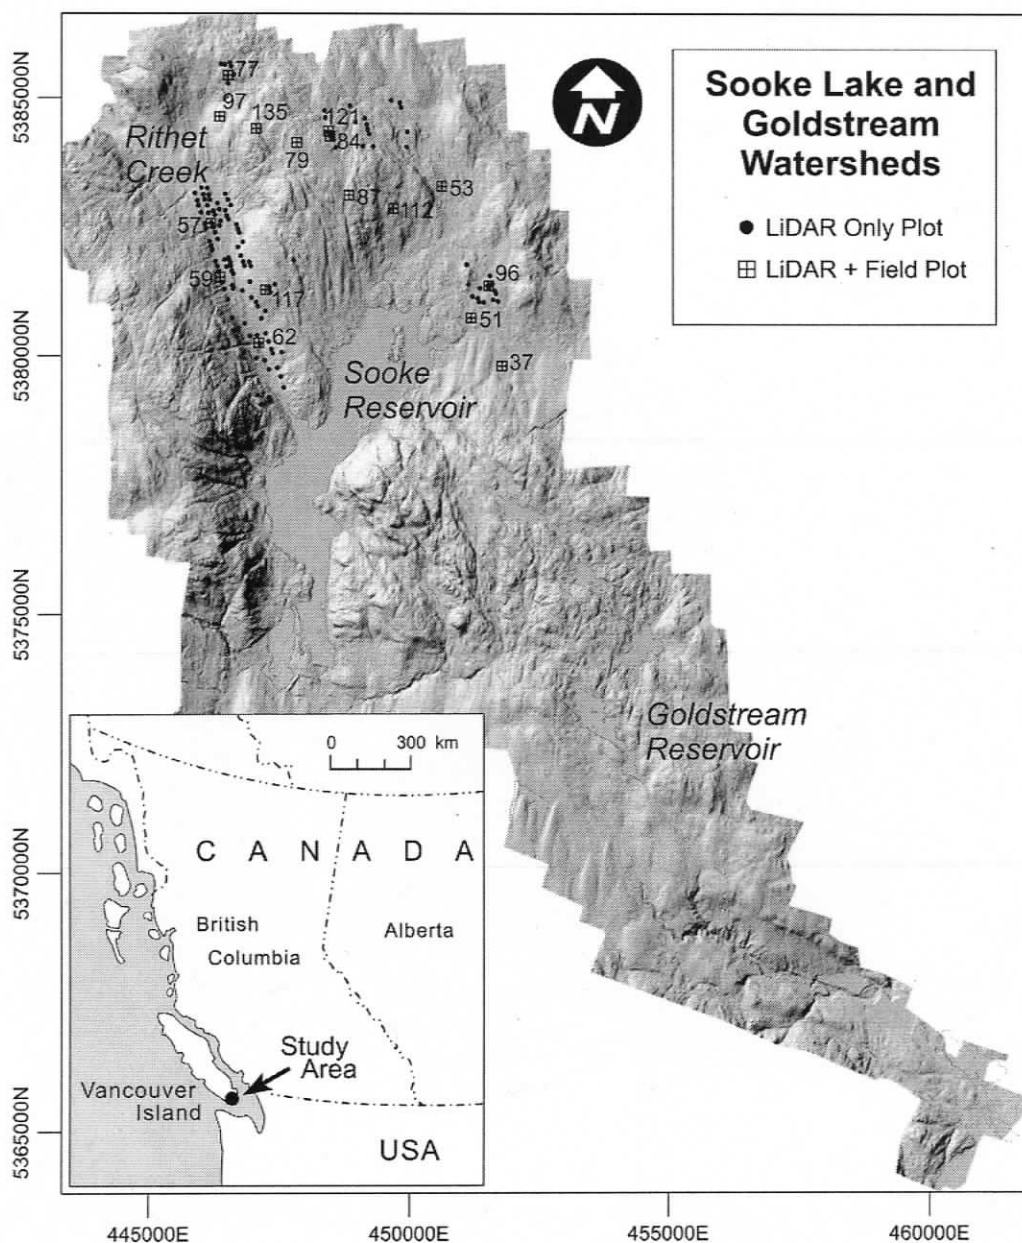 Sooke Lake and
Goldstream
Watersheds
LiDAR Only Plot
LiDAR + Field Plot
N
77
97
135
121
84
79
Rithet
Creek
53
87
112
57
96
59
117
51
62
37
Sooke
Reservoir
Goldstream
Reservoir
0 300 km
CANADA
British
Columbia
Alberta
Study
Area
Vancouver
Island
USA
5385000N
5380000N
5375000N
5370000N
5365000N
445000E
450000E
455000E
460000E